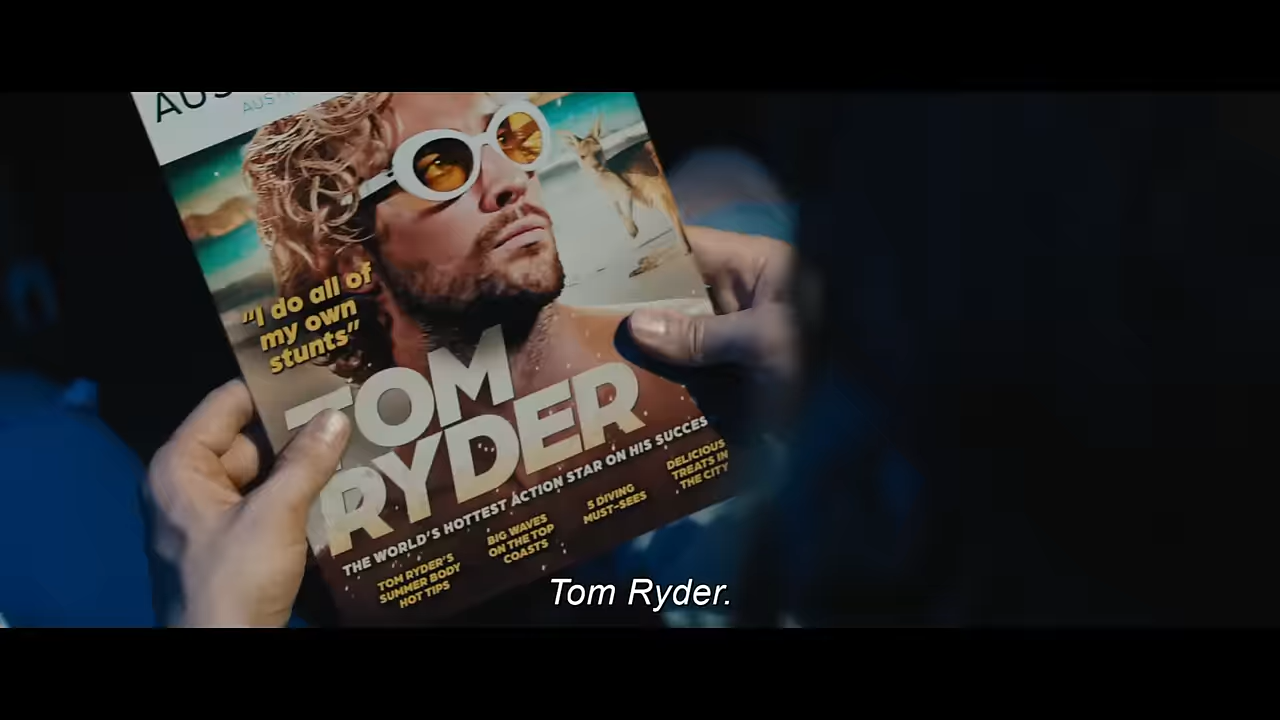 "I do all of
my own
stunts"
TOM
RYDER
THE WORLD'S HOTTEST ACTION STAR ON HIS
TOM RYDER'S
SUMMER BODY
HOT TIPS
BIG WAVES
ON THE TOP
COASTS
5 DIVING
MUST-SEES
DELICIOUS
TREATS IN
THE CITY
Tom Ryder.